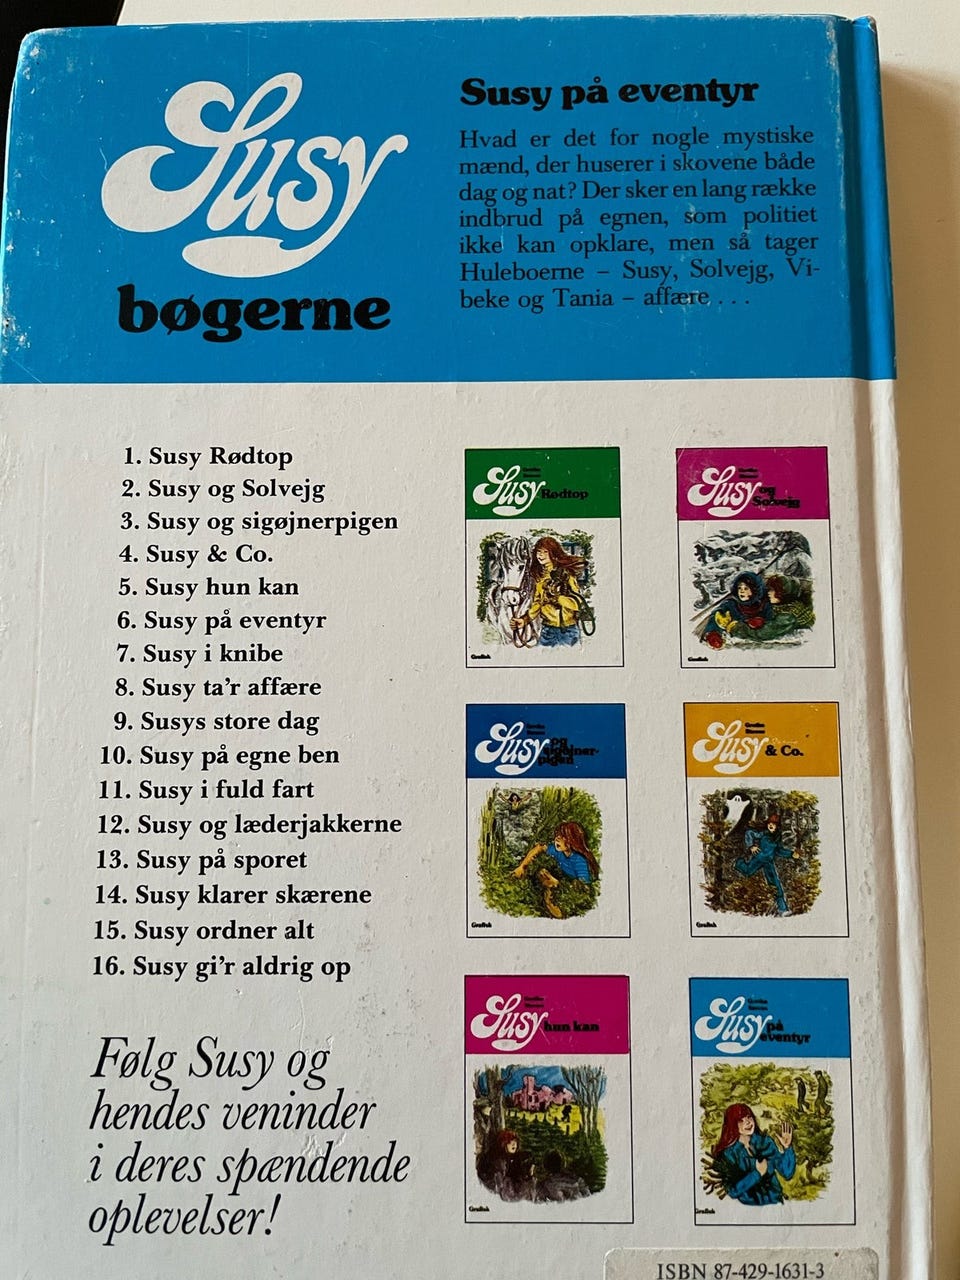 Susy
bøgerne
Susy på eventyr
Hvad er det for nogle mystiske
mænd, der huserer i skovene både
dag og nat? Der sker en lang række
indbrud på egnen, som politiet
ikke kan opklare, men så tager
Huleboerne – Susy, Solvejg, Vi-
beke og Tania – affære . . .
1. Susy Rødtop
2. Susy og Solvejg
3. Susy og sigøjnerpigen
4. Susy & Co.
5. Susy hun kan
6. Susy på eventyr
7. Susy i knibe
8. Susy ta'r affære
9. Susys store dag
10. Susy på egne ben
11. Susy i fuld fart
12. Susy og læderjakkerne
13. Susy på sporet
14. Susy klarer skærene
15. Susy ordner alt
16. Susy gi'r aldrig op
Følg Susy og
hendes veninder
i deres spændende
oplevelser!
Susy Rødtop
Susy og
Solvejg
Susy og
sigøjner-
pigen
Susy & Co.
Susy hun kan
Susy på
eventyr
ISBN 87-429-1631-3